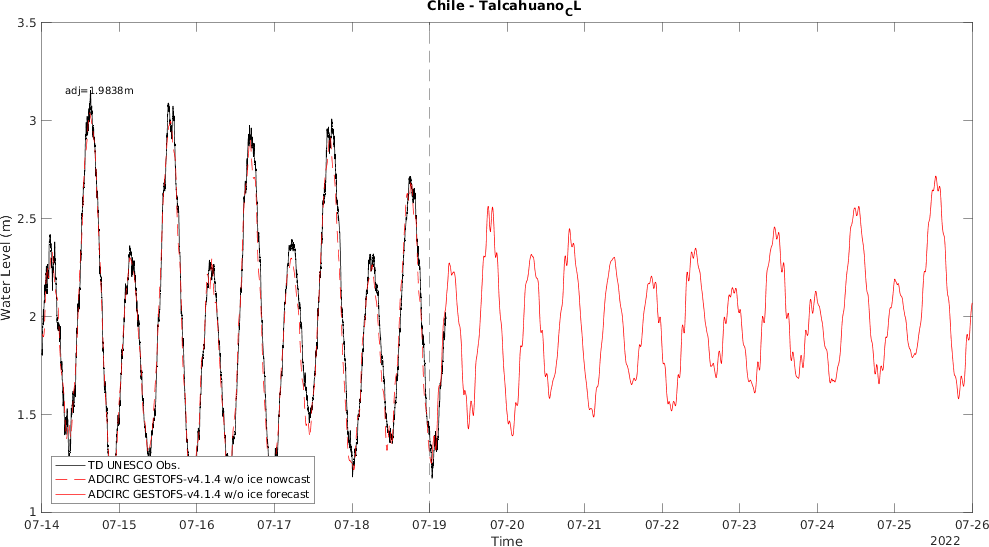 Chile - Talcahuano_CL
adj=1.9838m
Water Level (m)
3.5
3
2.5
2
1.5
1
TD UNESCO Obs.
ADCIRC GESTOFS-v4.1.4 w/o ice nowcast
ADCIRC GESTOFS-v4.1.4 w/o ice forecast
07-14 07-15 07-16 07-17 07-18 07-19 07-20 07-21 07-22 07-23 07-24 07-25 07-26
Time
2022